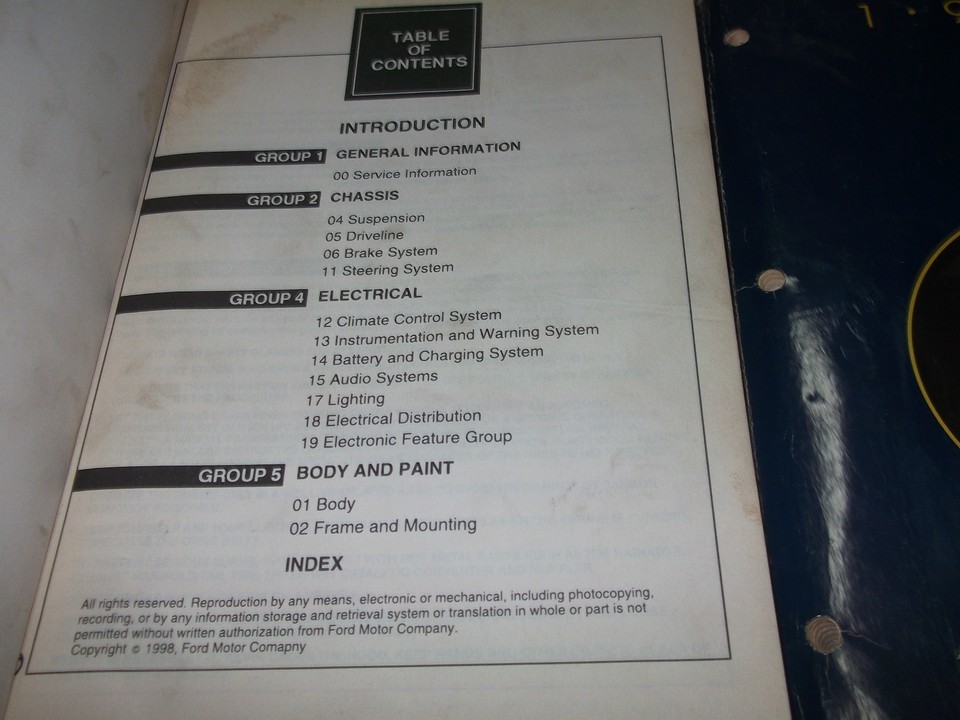 TABLE
OF
CONTENTS
INTRODUCTION
GROUP 1 GENERAL INFORMATION
00 Service Information
GROUP 2 CHASSIS
04 Suspension
05 Driveline
06 Brake System
11 Steering System
GROUP 4 ELECTRICAL
12 Climate Control System
13 Instrumentation and Warning System
14 Battery and Charging System
15 Audio Systems
17 Lighting
18 Electrical Distribution
19 Electronic Feature Group
GROUP 5 BODY AND PAINT
01 Body
02 Frame and Mounting
INDEX
All rights reserved. Reproduction by any means, electronic or mechanical, including photocopying,
recording, or by any information storage and retrieval system or translation in whole or part is not
permitted without written authorization from Ford Motor Company.
Copyright © 1998, Ford Motor Comapny